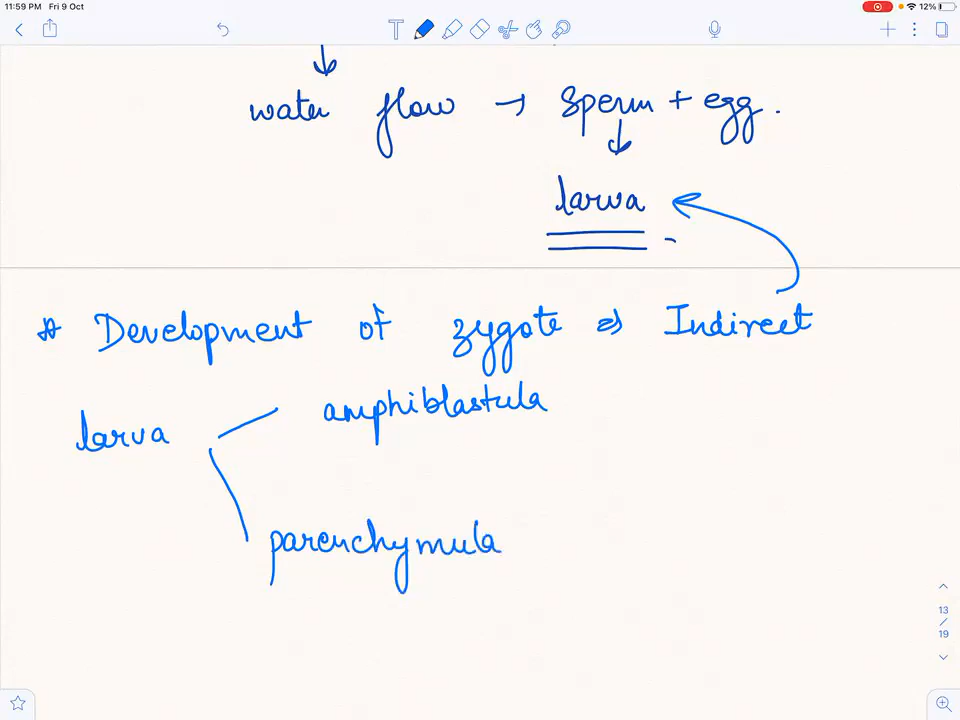 11:59 PM Fri 9 Oct 12%
water flow → sperm + egg.
↓
larva
* Development of zygote ⇒ Indirect
larva
amphiblastula
parenchymula
13
/
19